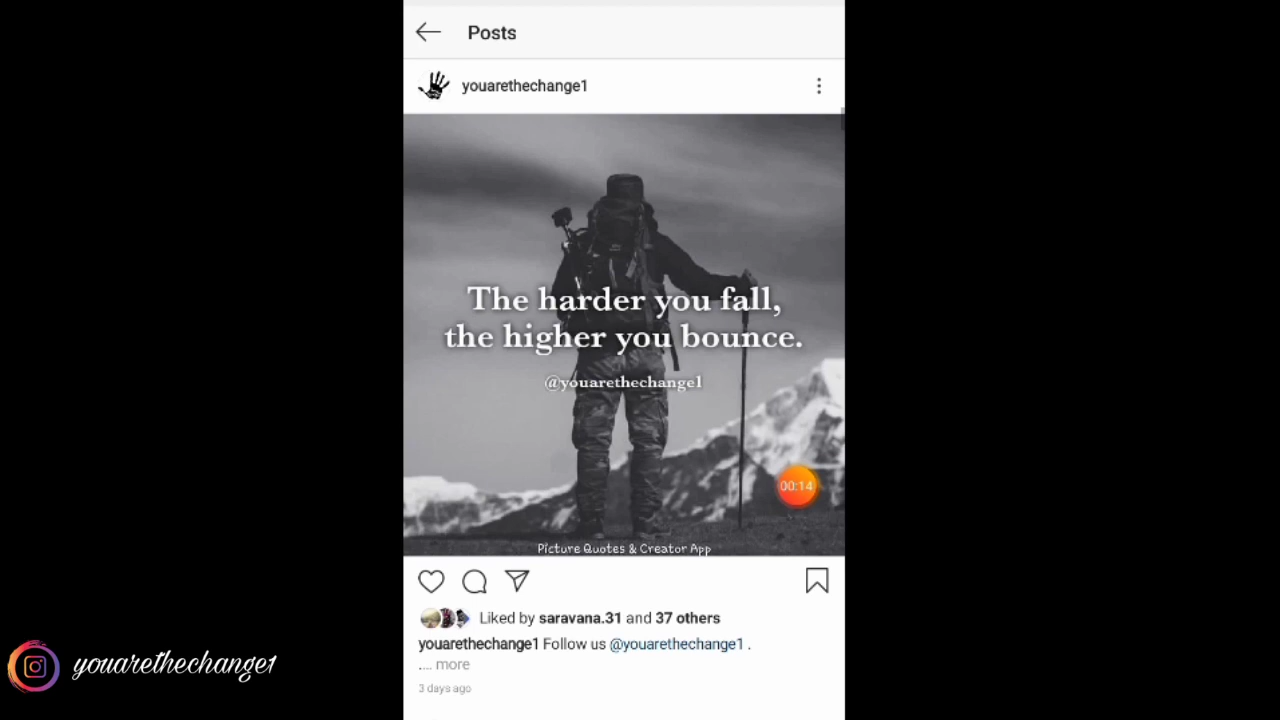 Posts
youarethechange1
The harder you fall,
the higher you bounce.
@youarethechange1
00:14
Picture Quotes & Creator App
Liked by saravana.31 and 37 others
youarethechange1 Follow us @youarethechange1 .
.... more
3 days ago
youarethechange1